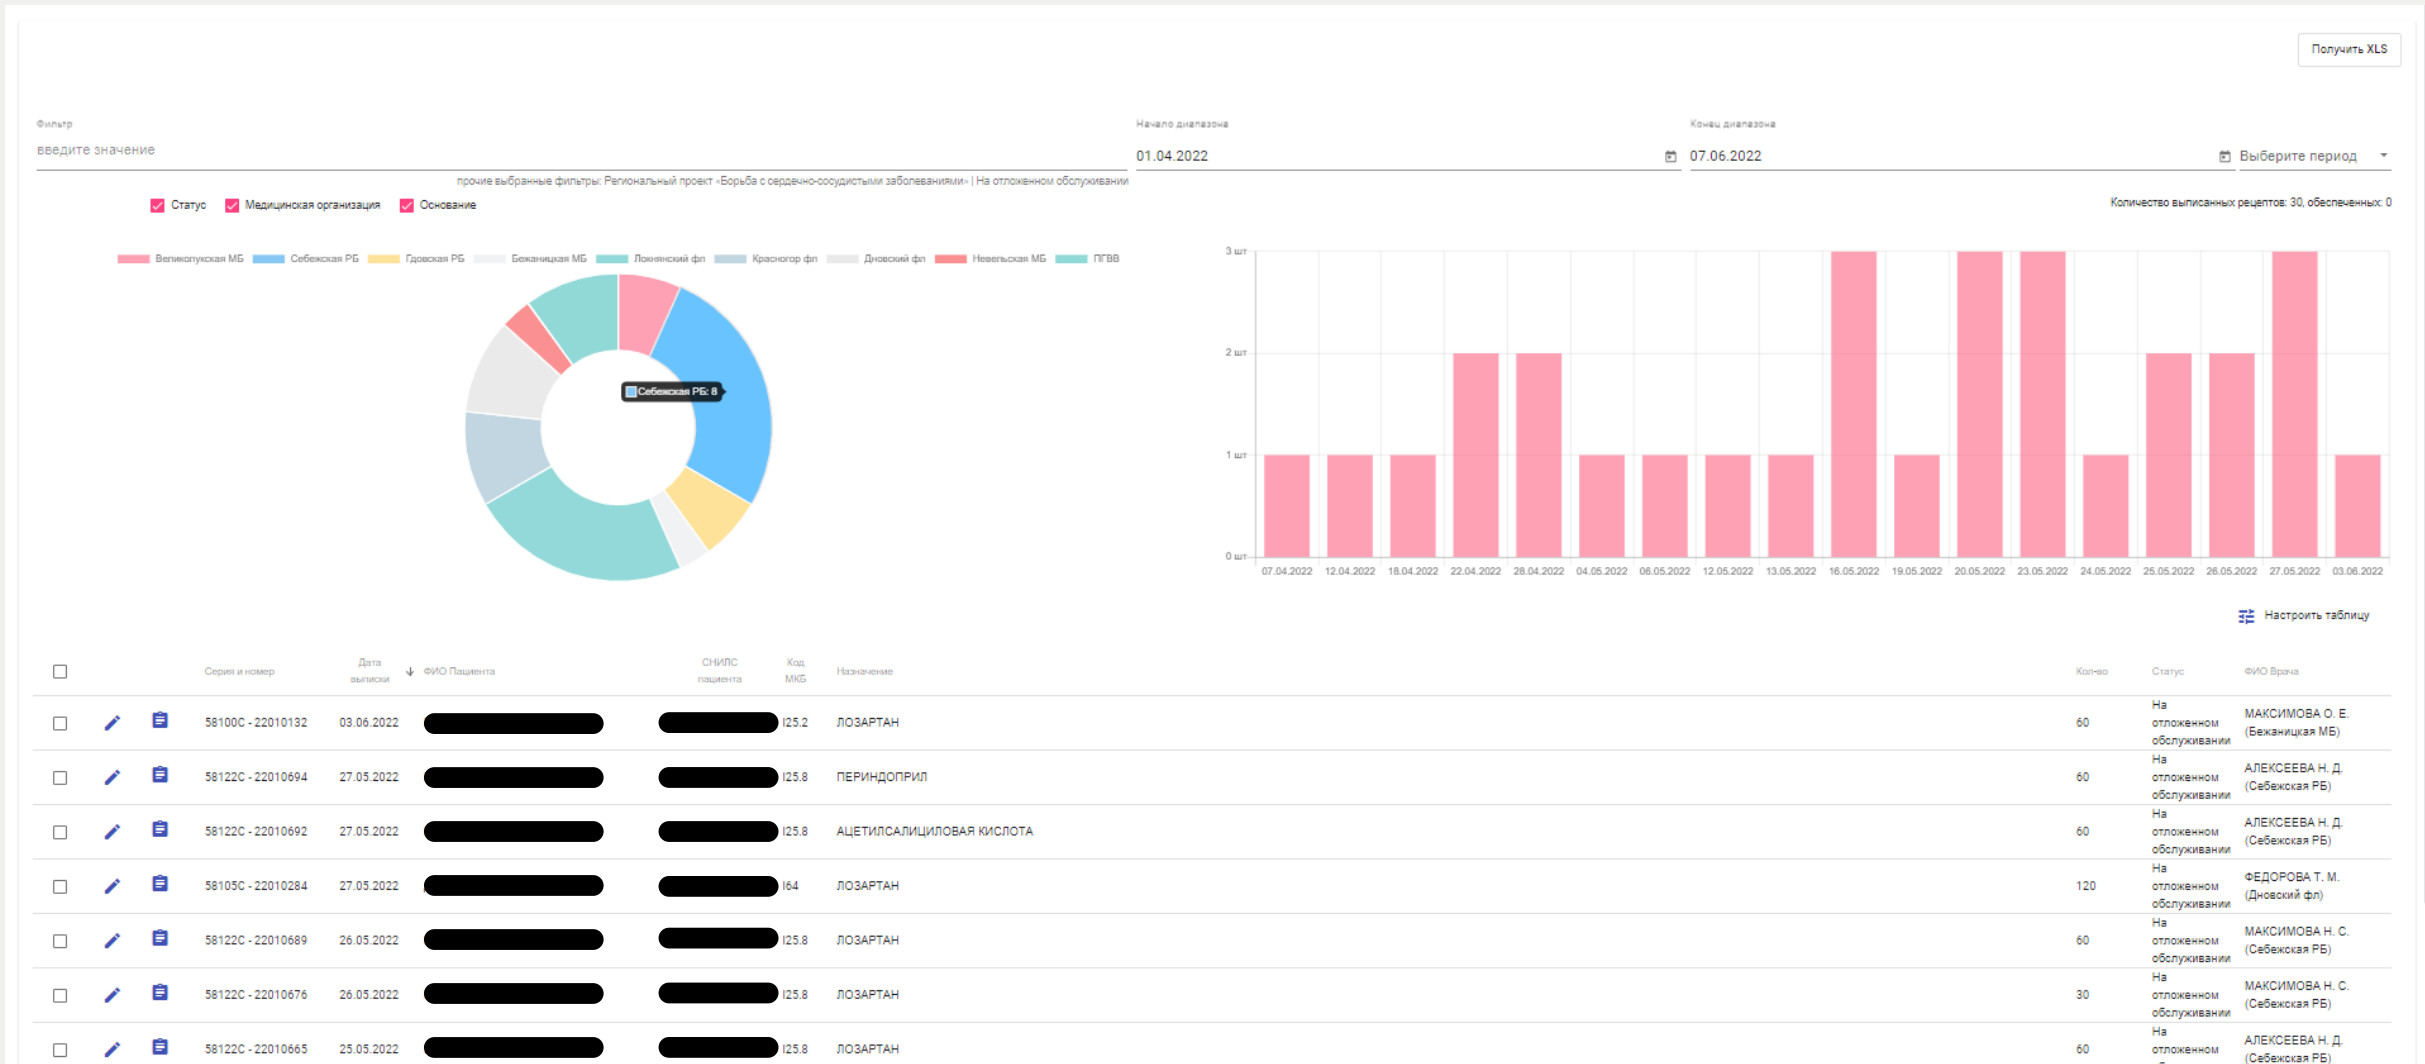 Получить XLS
Фильтр
введите значение
Начало диапазона
01.04.2022
Конец диапазона
07.06.2022
Выберите период
прочие выбранные фильтры: Региональный проект «Борьба с сердечно-сосудистыми заболеваниями» | На отложенном обслуживании
Статус Медицинская организация Основание
Количество выписанных рецептов: 30, обеспеченных: 0
Великолукская МБ Себежская РБ Гдовская РБ Бежаницкая МБ Локнянский фл Красногор фл Дновский фл Невельская МБ ПГВВ
Себежская РБ: 8
3 шт
2 шт
1 шт
0 шт
07.04.2022 12.04.2022 18.04.2022 22.04.2022 28.04.2022 04.05.2022 06.05.2022 12.05.2022 13.05.2022 16.05.2022 19.05.2022 20.05.2022 23.05.2022 24.05.2022 25.05.2022 26.05.2022 27.05.2022 03.06.2022
Настроить таблицу
Серия и номер
Дата
выписки
ФИО Пациента
СНИЛС
пациента
Код
МКБ
Назначение
Кол-во
Статус
ФИО Врача
58100С - 22010132 03.06.2022 I25.2 ЛОЗАРТАН 60
На
отложенном
обслуживании
МАКСИМОВА О. Е.
(Бежаницкая МБ)
58122С - 22010694 27.05.2022 I25.8 ПЕРИНДОПРИЛ 60
На
отложенном
обслуживании
АЛЕКСЕЕВА Н. Д.
(Себежская РБ)
58122С - 22010692 27.05.2022 I25.8 АЦЕТИЛСАЛИЦИЛОВАЯ КИСЛОТА 60
На
отложенном
обслуживании
АЛЕКСЕЕВА Н. Д.
(Себежская РБ)
58105С - 22010284 27.05.2022 I64 ЛОЗАРТАН 120
На
отложенном
обслуживании
ФЕДОРОВА Т. М.
(Дновский фл)
58122С - 22010689 26.05.2022 I25.8 ЛОЗАРТАН 60
На
отложенном
обслуживании
МАКСИМОВА Н. С.
(Себежская РБ)
58122С - 22010676 26.05.2022 I25.8 ЛОЗАРТАН 30
На
отложенном
обслуживании
МАКСИМОВА Н. С.
(Себежская РБ)
58122С - 22010665 25.05.2022 I25.8 ЛОЗАРТАН 60
На
отложенном
АЛЕКСЕЕВА Н. Д.
(Себежская РБ)